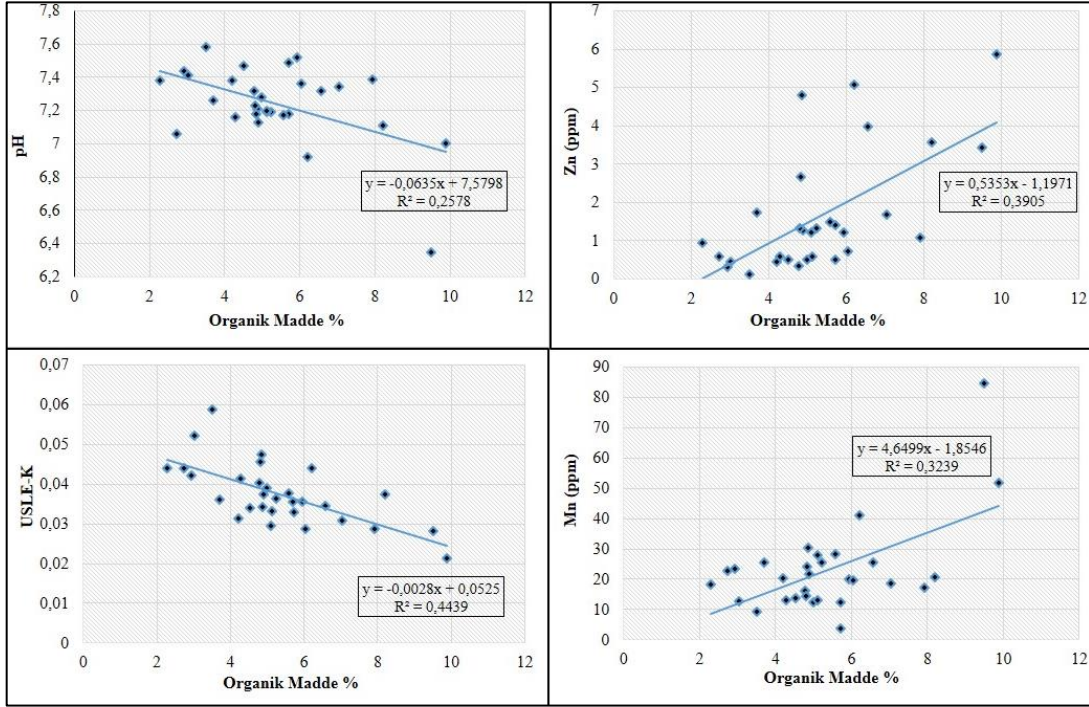 7,8
7,6
7,4
7,2
7
6,8
6,6
6,4
6,2
pH
0 2 4 6 8 10 12
Organik Madde %
y = -0,0635x + 7,5798
R² = 0,2578
7
6
5
4
3
2
1
0
Zn (ppm)
0 2 4 6 8 10 12
Organik Madde %
y = 0,5353x - 1,1971
R² = 0,3905
0,07
0,06
0,05
0,04
0,03
0,02
0,01
0
USLE-K
0 2 4 6 8 10 12
Organik Madde %
y = -0,0028x + 0,0525
R² = 0,4439
90
80
70
60
50
40
30
20
10
0
Mn (ppm)
0 2 4 6 8 10 12
Organik Madde %
y = 4,6499x - 1,8546
R² = 0,3239